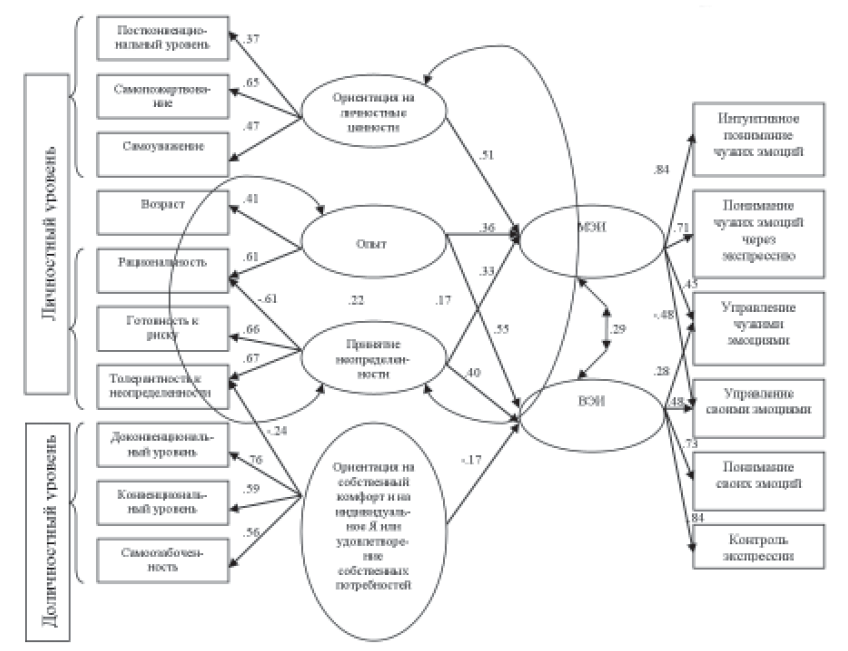 Личностный уровень
Доличностный уровень
Постконвенцио-
нальный уровень
Самопожертвова-
ние
Самоуважение
Возраст
Рациональность
Готовность к
риску
Толерантность к
неопределенности
Доконвенциональ-
ный уровень
Конвенциональ-
ный уровень
Самоозабочен-
ность
.37
.65
.47
.41
.61
-.61
.66
.67
-.24
.76
.59
.56
Ориентация на
личностные
ценности
Опыт
.22
Принятие
неопределен-
ности
Ориентация на
собственный
комфорт и на
индивидуаль-
ное Я или
удовлетворе-
ние
собственных
потребностей
.51
.36
.33
.17
.55
.40
-.17
МЭИ
.29
ВЭИ
.84
.71
.45
-.48
.28
.48
.73
.84
Интуитивное
понимание
чужих эмоций
Понимание
чужих эмоций
через
экспрессию
Управление
чужими
эмоциями
Управление
своими эмоциями
Понимание
своих эмоций
Контроль
экспрессии